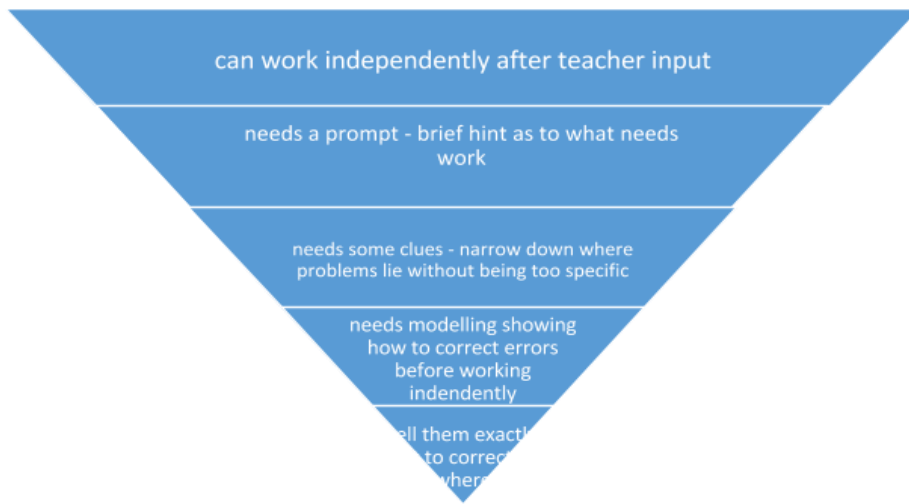 can work independently after teacher input
needs a prompt - brief hint as to what needs
work
needs some clues - narrow down where
problems lie without being too specific
needs modelling showing
how to correct errors
before working
indendently
them exactly
to correct
where